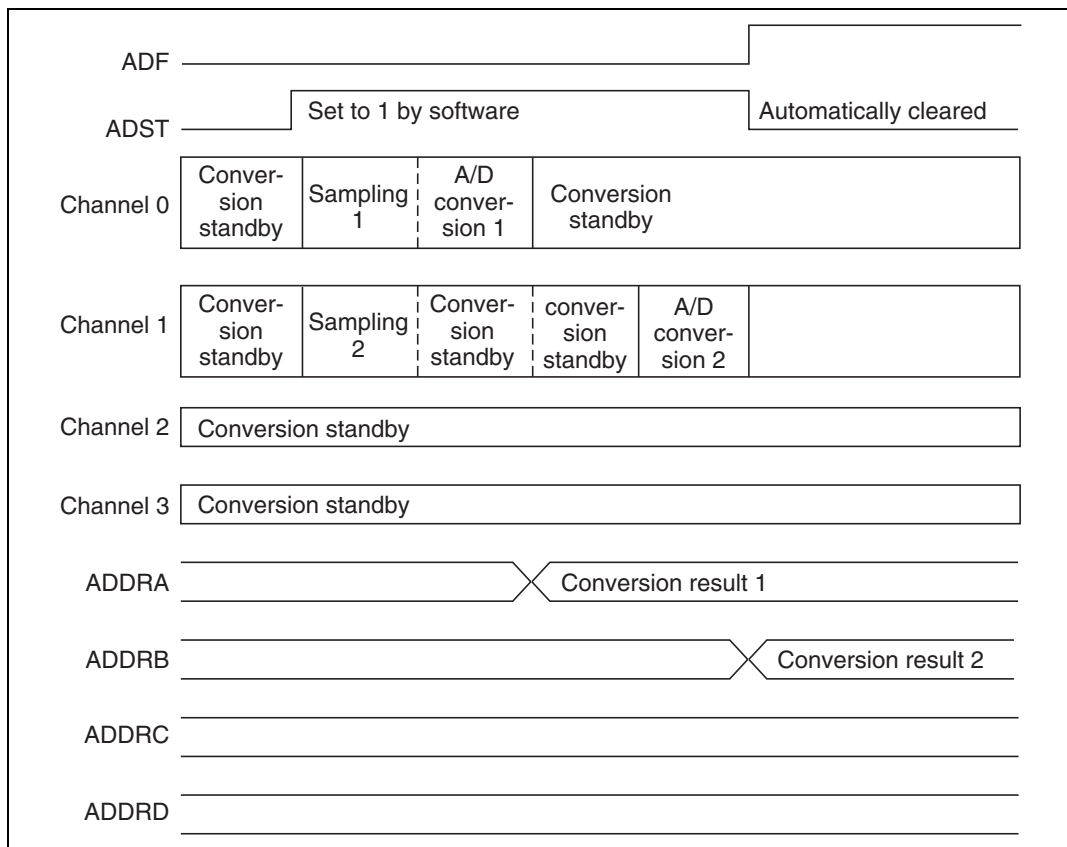 ADF
ADST
Set to 1 by software
Automatically cleared
Channel 0
Conver-
sion
standby
Sampling
1
A/D
conver-
sion 1
Conversion
standby
Channel 1
Conver-
sion
standby
Sampling
2
Conver-
sion
standby
conver-
sion
standby
A/D
conver-
sion 2
Channel 2
Conversion standby
Channel 3
Conversion standby
ADDRA
Conversion result 1
ADDRB
Conversion result 2
ADDRC
ADDRD